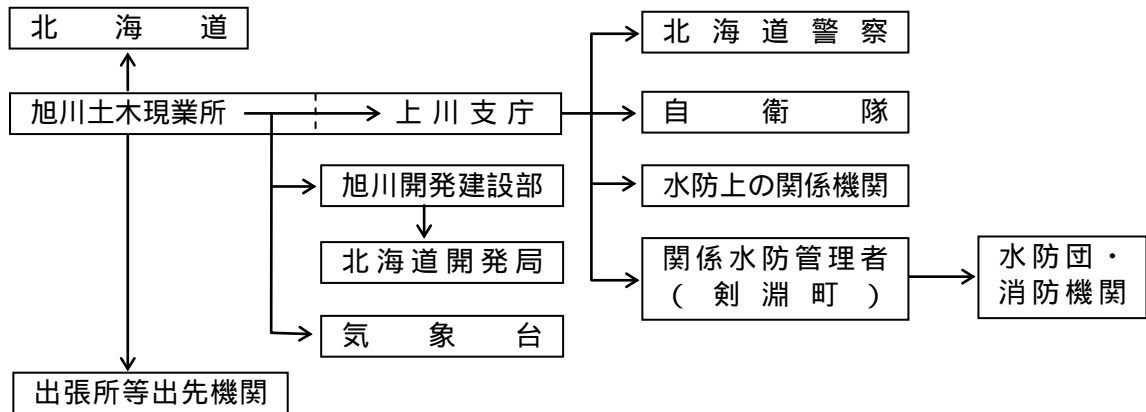 北海道
北海道警察
旭川土木現業所
上川支庁
自衛隊
旭川開発建設部
水防上の関係機関
北海道開発局
関係水防管理者
(剣淵町)
水防団・
消防機関
気象台
出張所等出先機関